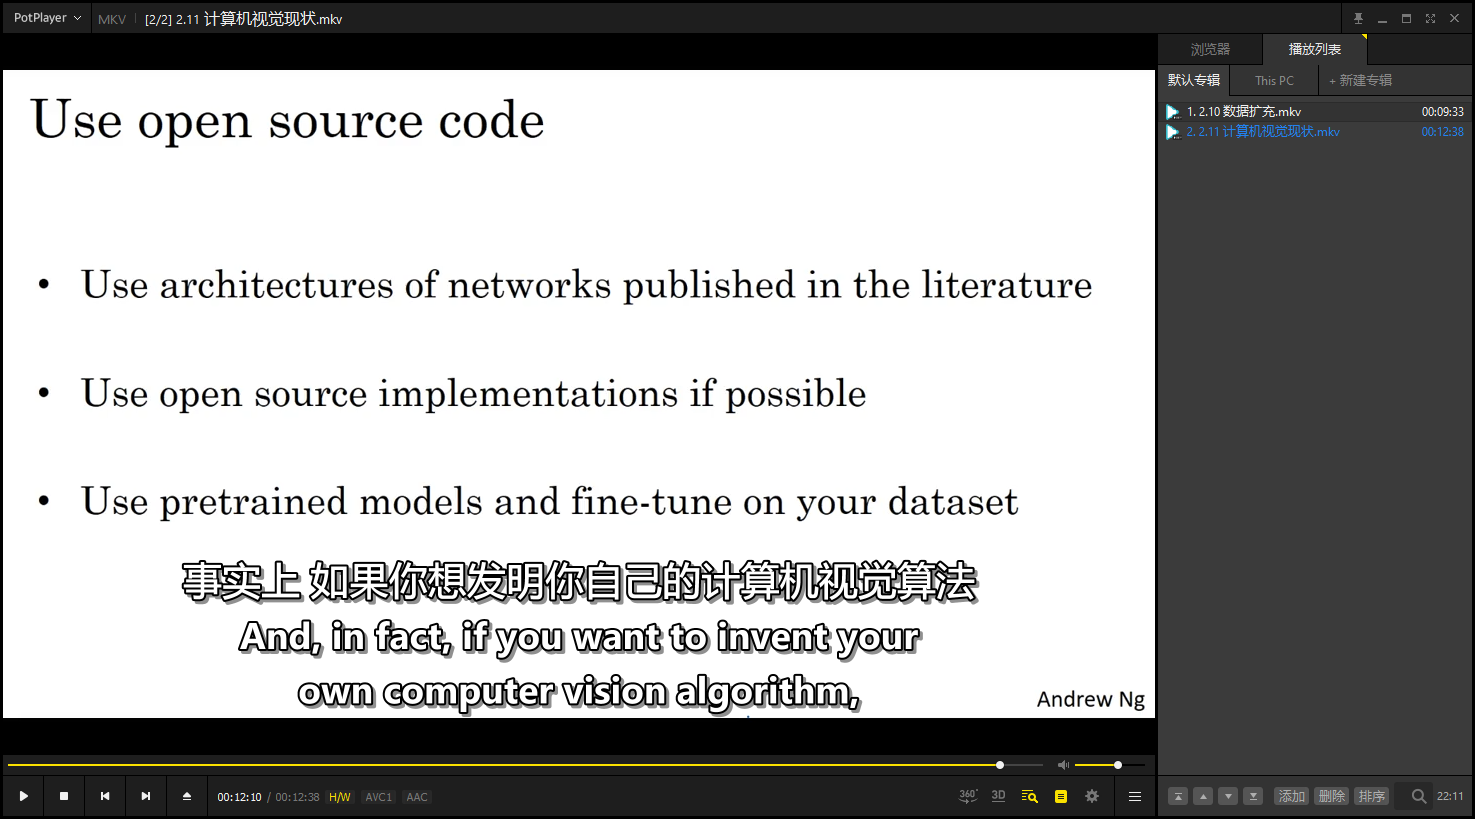 PotPlayer
MKV
[2/2] 2.11 计算机视觉现状.mkv
浏览器
播放列表
默认专辑
This PC
+ 新建专辑
1. 2.10 数据扩充.mkv 00:09:33
2. 2.11 计算机视觉现状.mkv 00:12:38
Use open source code
• Use architectures of networks published in the literature
• Use open source implementations if possible
• Use pretrained models and fine-tune on your dataset
事实上 如果你想发明你自己的计算机视觉算法
And, in fact, if you want to invent your
own computer vision algorithm,
Andrew Ng
00:12:10 / 00:12:38 H/W AVC1 AAC
360° 3D
添加 删除 排序 22:11